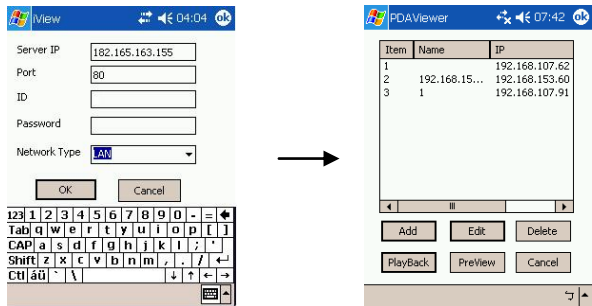 iView 4:04 ok
Server IP 182.165.163.155
Port 80
ID
Password
Network Type LAN
OK Cancel
123 1 2 3 4 5 6 7 8 9 0 - =
Tab q w e r t y u i o p [ ]
CAP a s d f g h j k l ; '
Shift z x c v b n m , . /
Ctl áü ` \
PDAViewer 7:42 ok
Item Name IP
1 192.168.107.62
2 192.168.15... 192.168.153.60
3 1 192.168.107.91
Add Edit Delete
PlayBack PreView Cancel